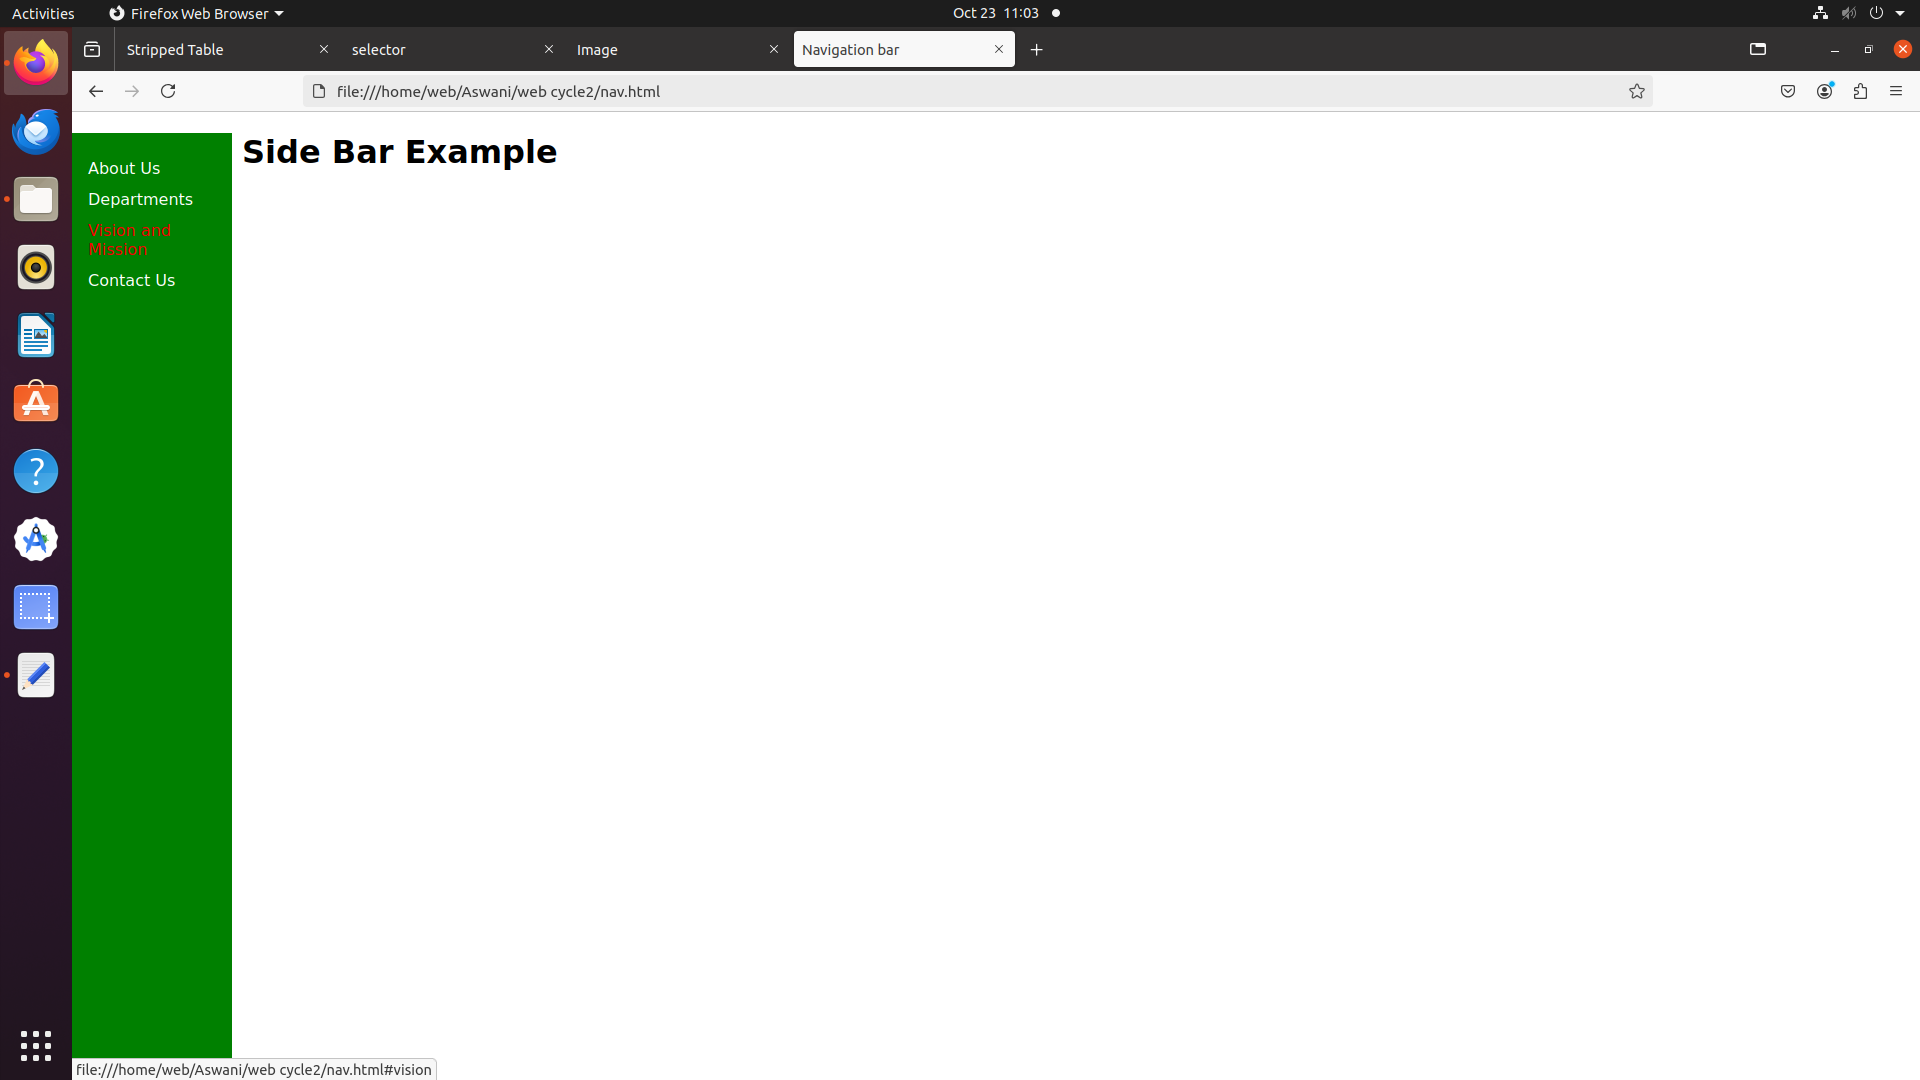 Activities
Firefox Web Browser
Oct 23 11:03
Stripped Table
selector
Image
Navigation bar
file:///home/web/Aswani/web cycle2/nav.html
Side Bar Example
About Us
Departments
Vision and
Mission
Contact Us
file:///home/web/Aswani/web cycle2/nav.html#vision